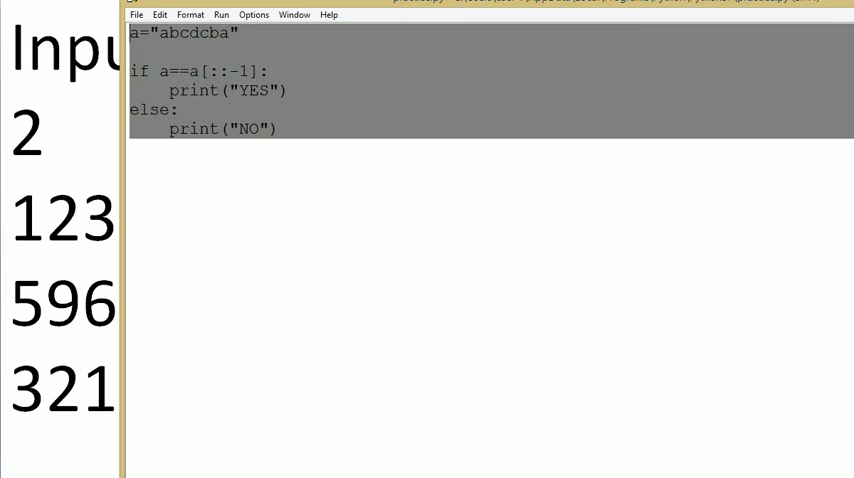 Inpu
2
123
596
321
File Edit Format Run Options Window Help
a="abcdcba"
if a==a[::-1]:
    print("YES")
else:
    print("NO")